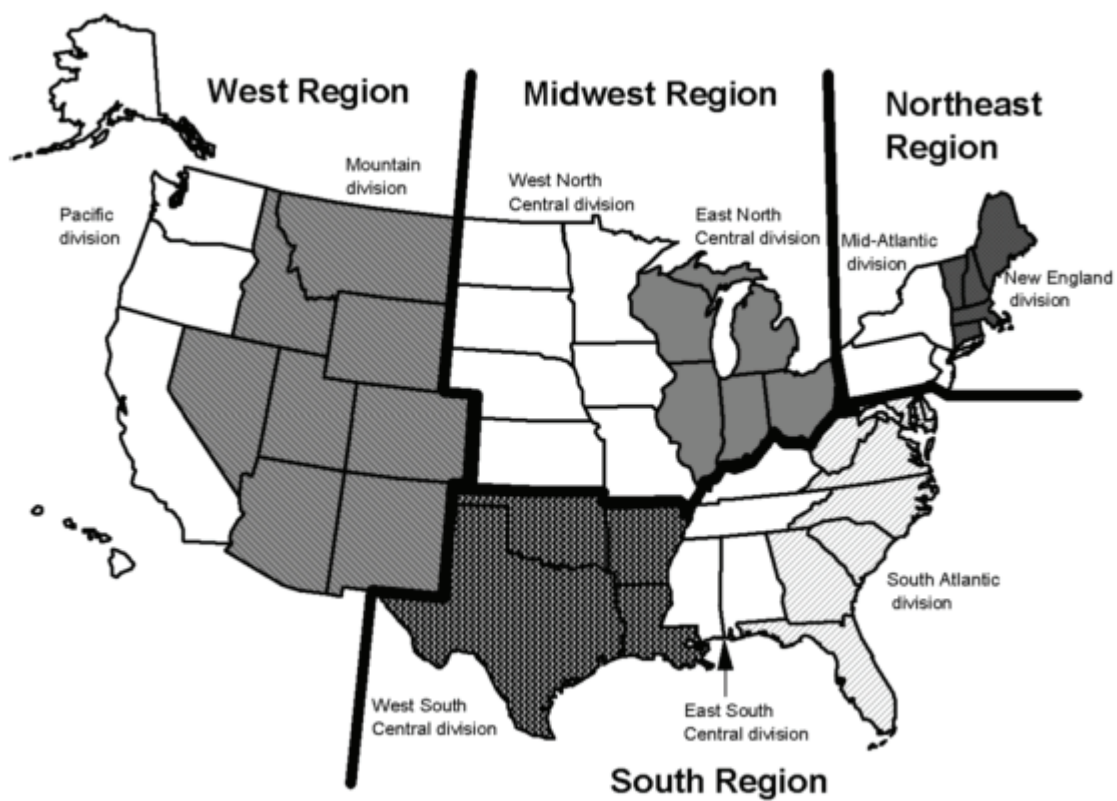 West Region
Midwest Region
Northeast
Region
Mountain
division
West North
Central division
Pacific
division
East North
Central division
Mid-Atlantic
division
New England
division
South Atlantic
division
West South
Central division
East South
Central division
South Region